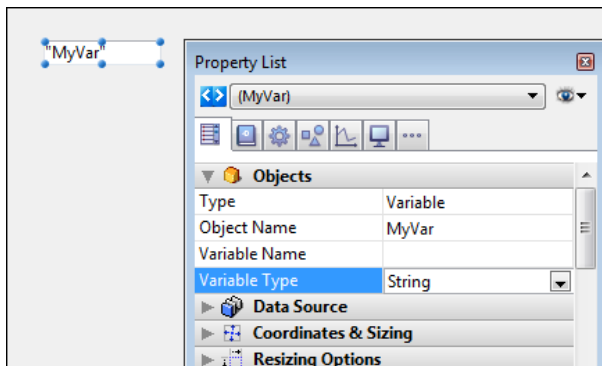 "MyVar"
Property List
(MyVar)
Objects
Type Variable
Object Name MyVar
Variable Name
Variable Type String
Data Source
Coordinates & Sizing
Resizing Options